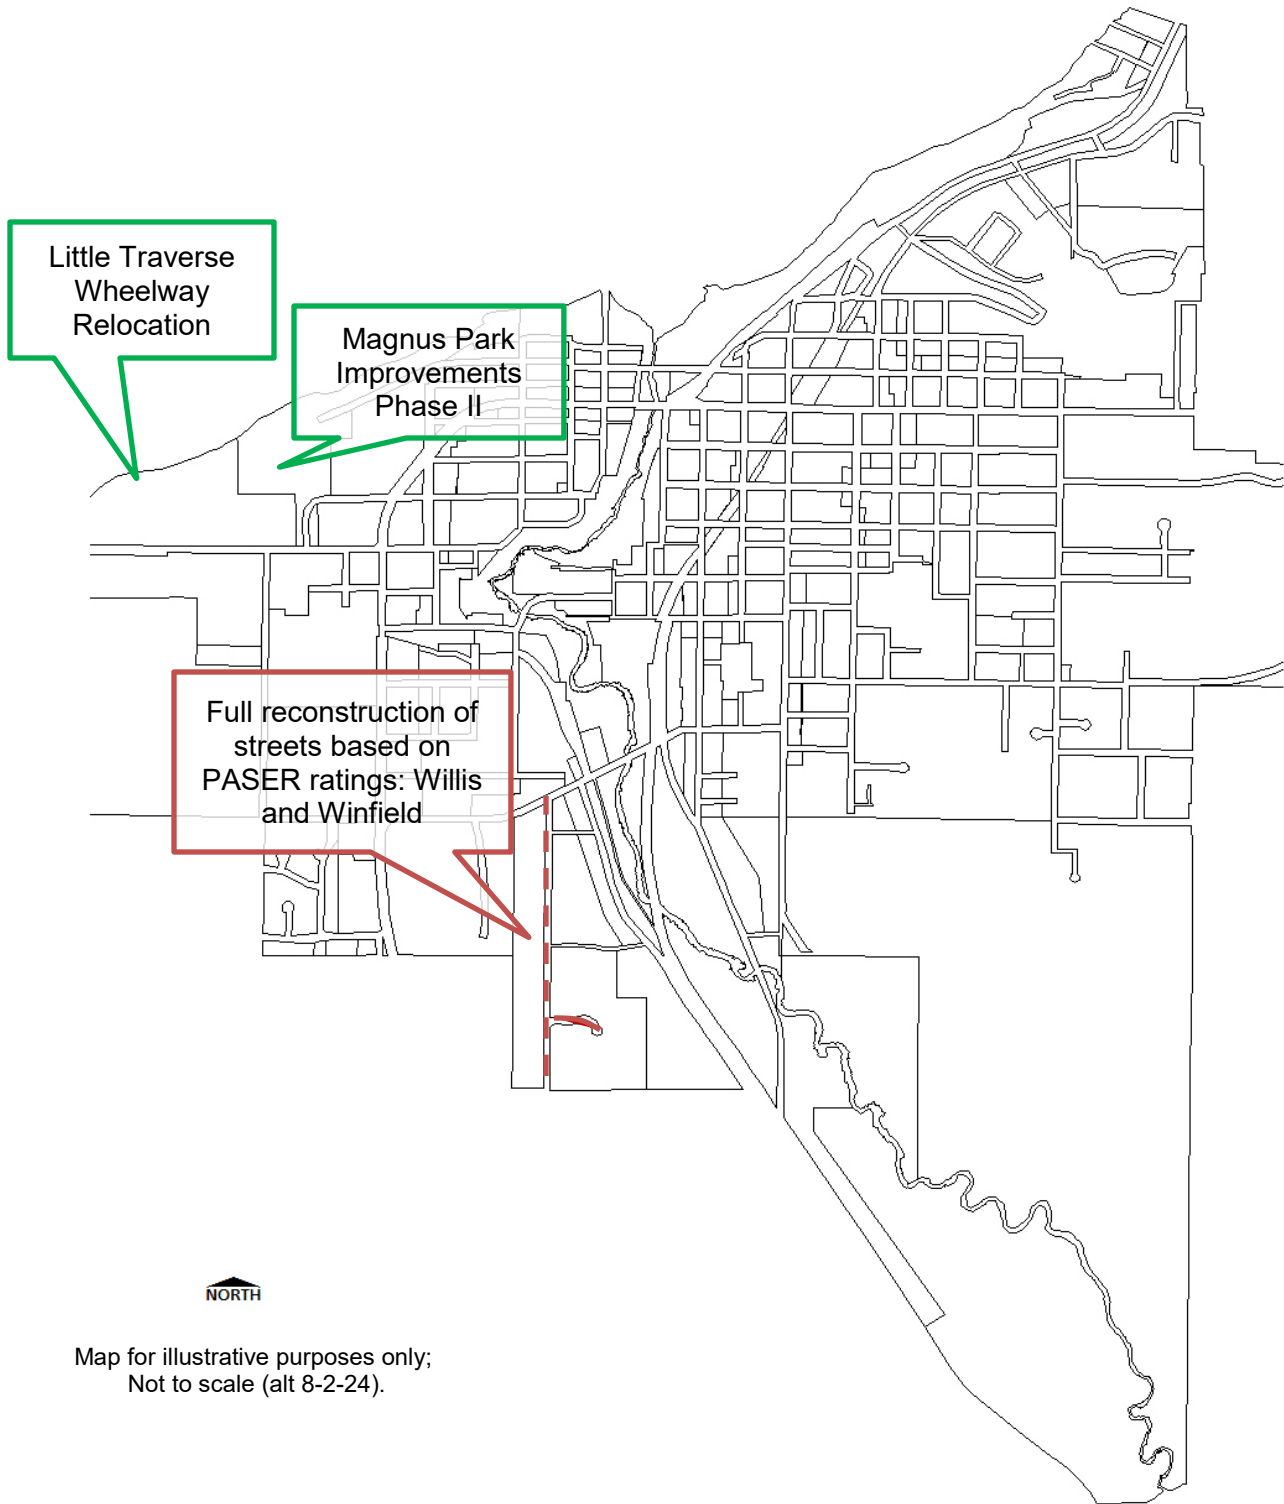 Little Traverse
Wheelway
Relocation
Magnus Park
Improvements
Phase II
Full reconstruction of
streets based on
PASER ratings: Willis
and Winfield
NORTH
Map for illustrative purposes only;
Not to scale (alt 8-2-24).